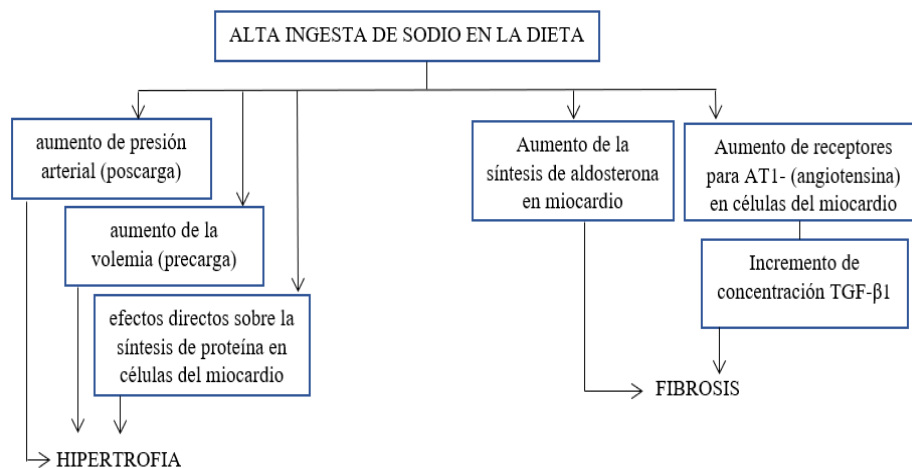 ALTA INGESTA DE SODIO EN LA DIETA
aumento de presión
arterial (poscarga)
aumento de la
volemia (precarga)
efectos directos sobre la
síntesis de proteína en
células del miocardio
HIPERTROFIA
Aumento de la
síntesis de aldosterona
en miocardio
Aumento de receptores
para AT1- (angiotensina)
en células del miocardio
Incremento de
concentración TGF-β1
FIBROSIS